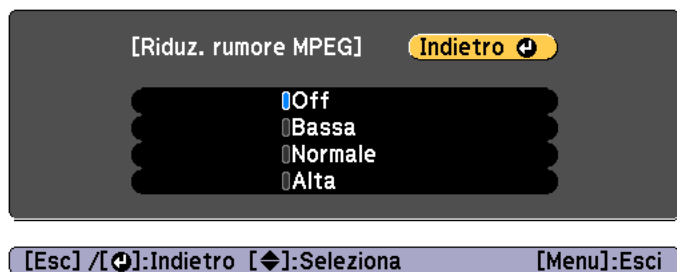 [Riduz. rumore MPEG] Indietro
Off
Bassa
Normale
Alta
[Esc] /[⏎]:Indietro [◆]:Seleziona [Menu]:Esci